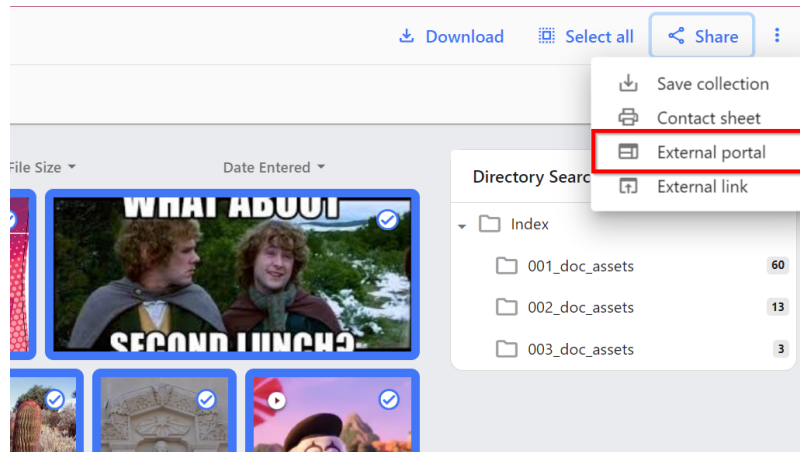 Download
Select all
Share
Save collection
Contact sheet
External portal
External link
File Size
Date Entered
Directory Searc
Index
001_doc_assets
60
002_doc_assets
13
003_doc_assets
3
WHAT ABOUT
SECOND LUNCH?